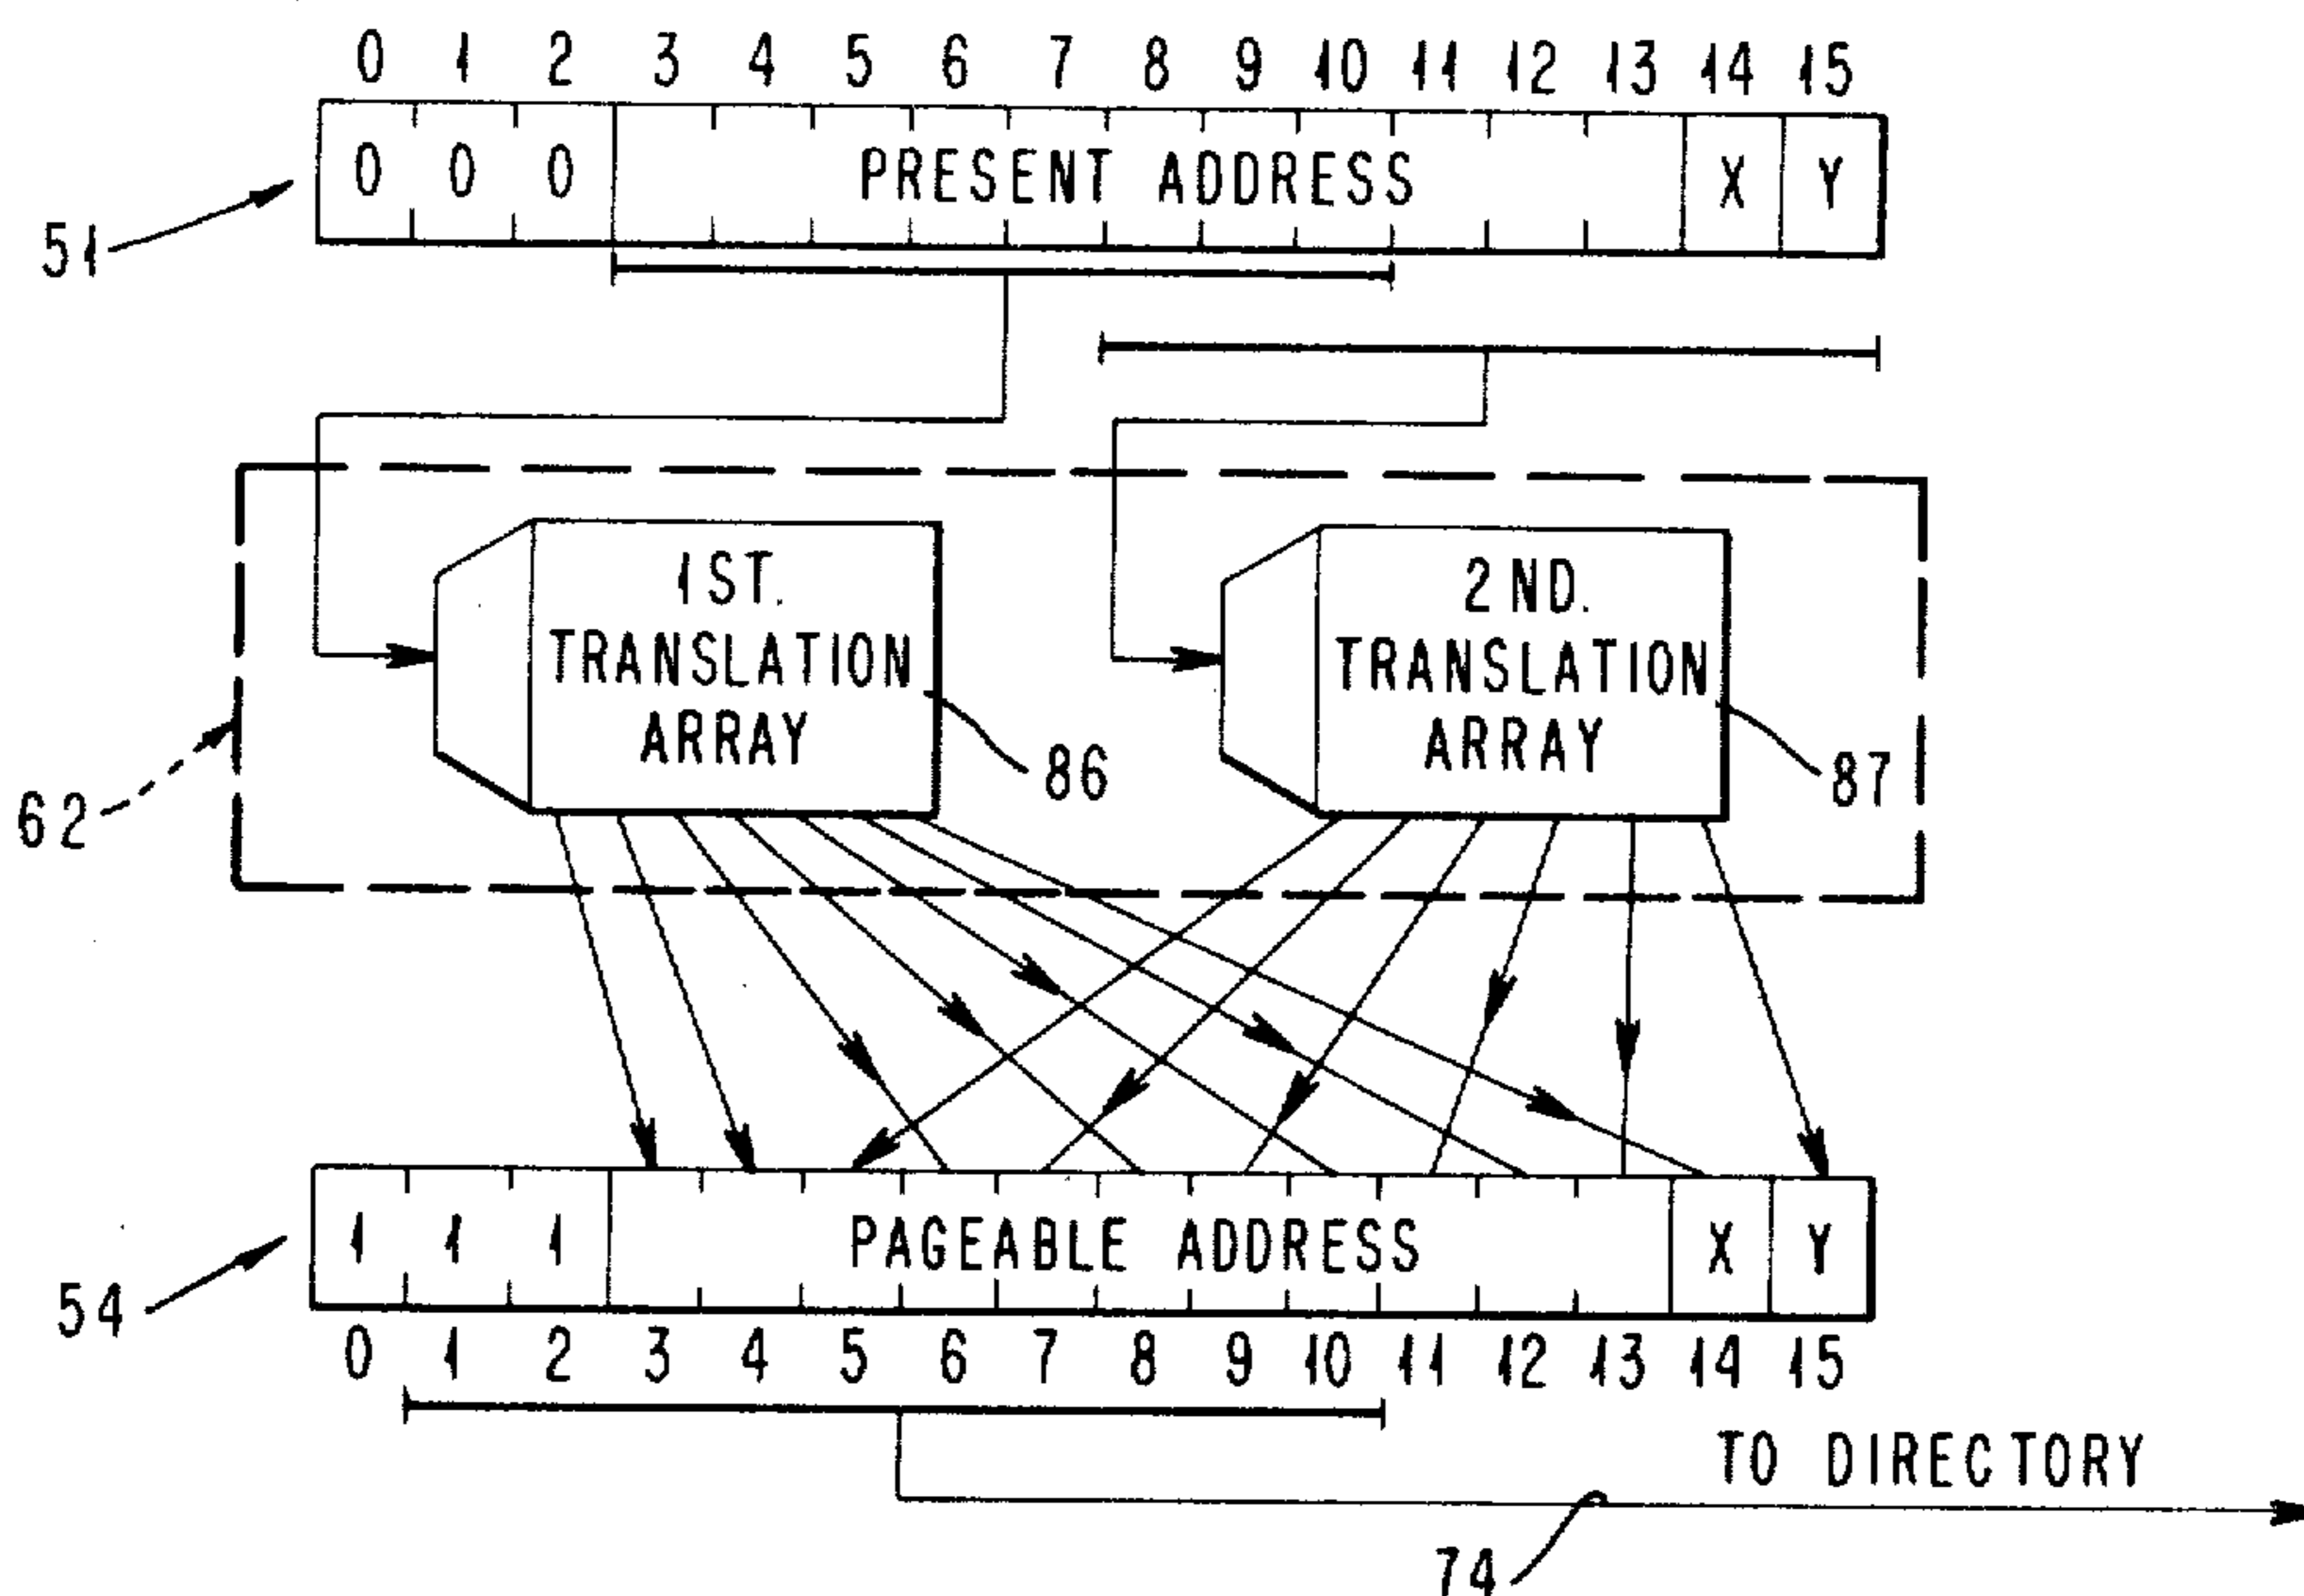 0 1 2 3 4 5 6 7 8 9 10 11 12 13 14 15
0 0 0 PRESENT ADDRESS X Y
51
1ST.
TRANSLATION
ARRAY
86
2ND.
TRANSLATION
ARRAY
87
62
1 1 1 PAGEABLE ADDRESS X Y
54
0 1 2 3 4 5 6 7 8 9 10 11 12 13 14 15
TO DIRECTORY
74